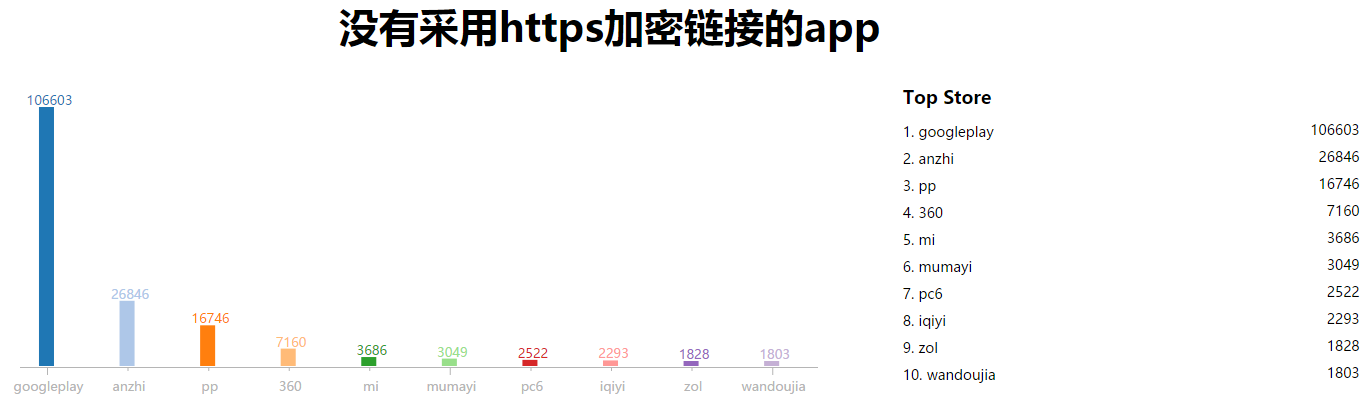 没有采用https加密链接的app
106603
26846
16746
7160
3686
3049
2522
2293
1828
1803
googleplay anzhi pp 360 mi mumayi pc6 iqiyi zol wandoujia
Top Store
1. googleplay 106603
2. anzhi 26846
3. pp 16746
4. 360 7160
5. mi 3686
6. mumayi 3049
7. pc6 2522
8. iqiyi 2293
9. zol 1828
10. wandoujia 1803